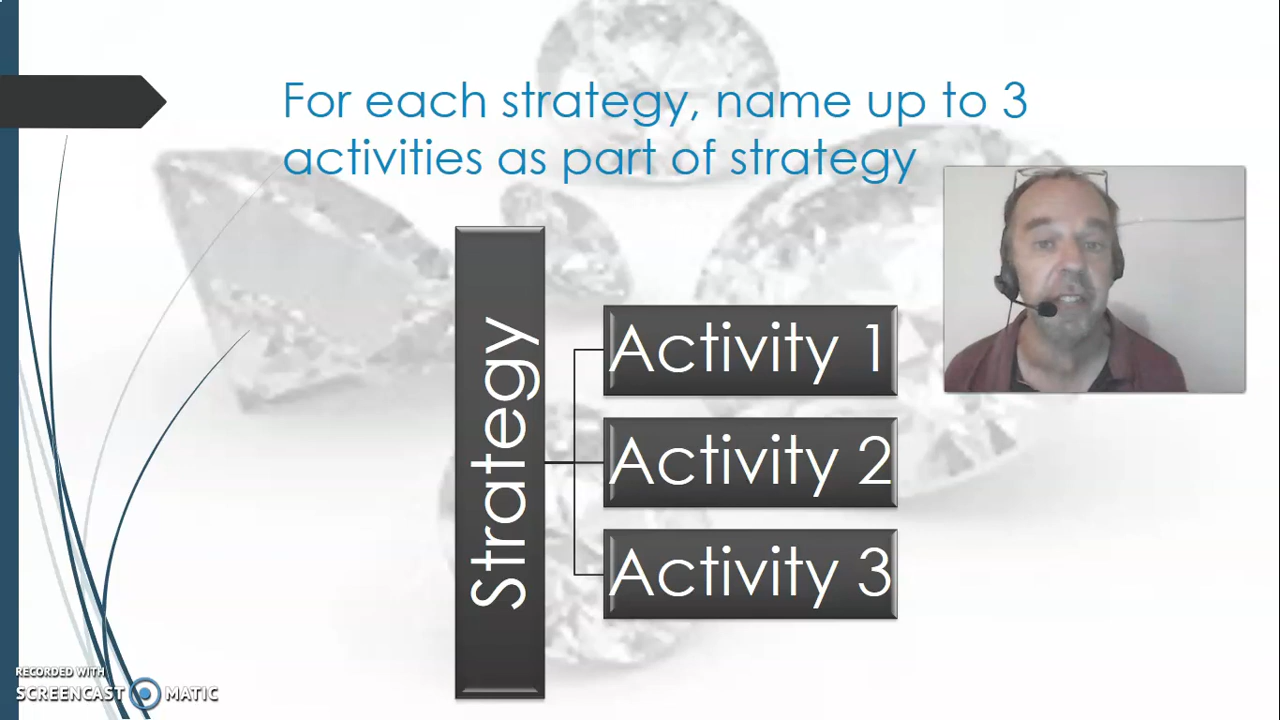 For each strategy, name up to 3
activities as part of strategy
Strategy
Activity 1
Activity 2
Activity 3
RECORDED WITH
SCREENCAST MATIC